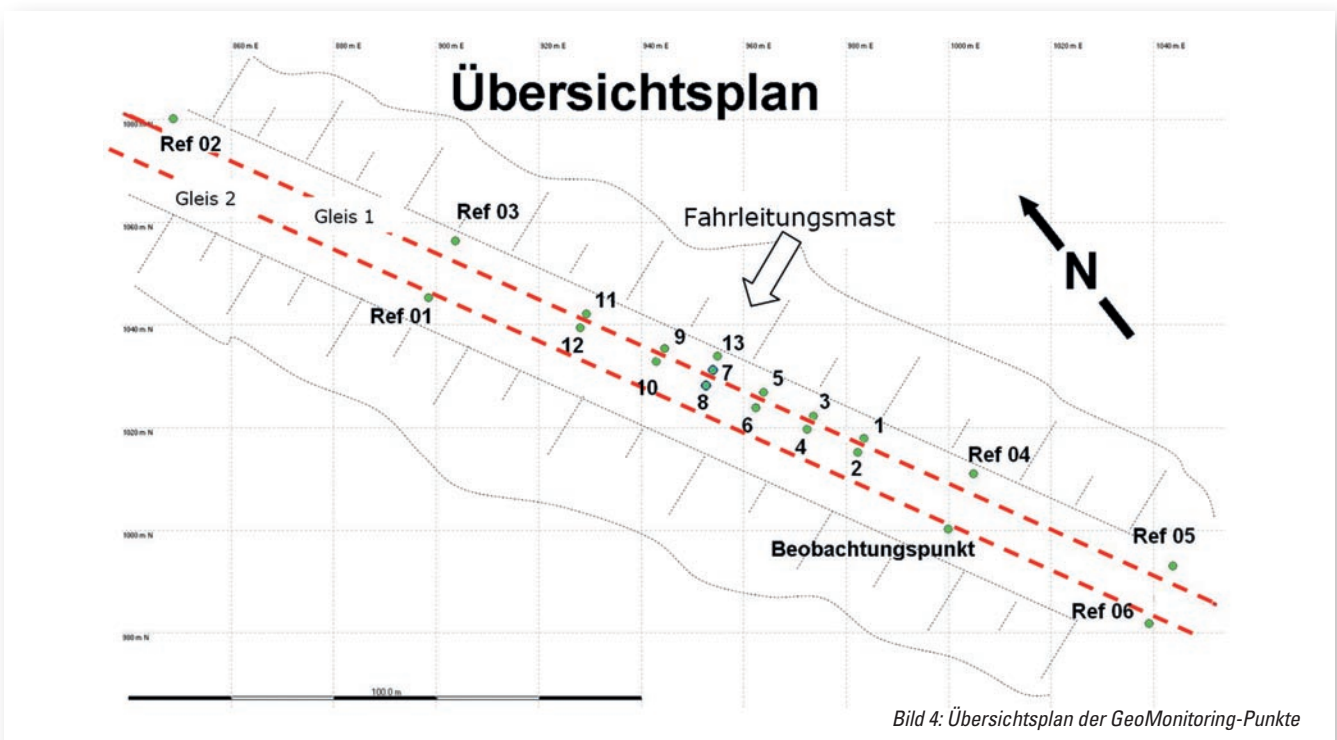 860 m E
880 m E
900 m E
920 m E
940 m E
960 m E
980 m E
1000 m E
1020 m E
1040 m E
Übersichtsplan
1080 m N
Ref 02
Gleis 2
Gleis 1
Ref 03
Fahrleitungsmast
1060 m N
N
Ref 01
11
1040 m N
12
9
13
10
7
8
5
6
3
4
1
2
1020 m N
Ref 04
1000 m N
Beobachtungspunkt
Ref 05
Ref 06
980 m N
100.0 m
Bild 4: Übersichtsplan der GeoMonitoring-Punkte